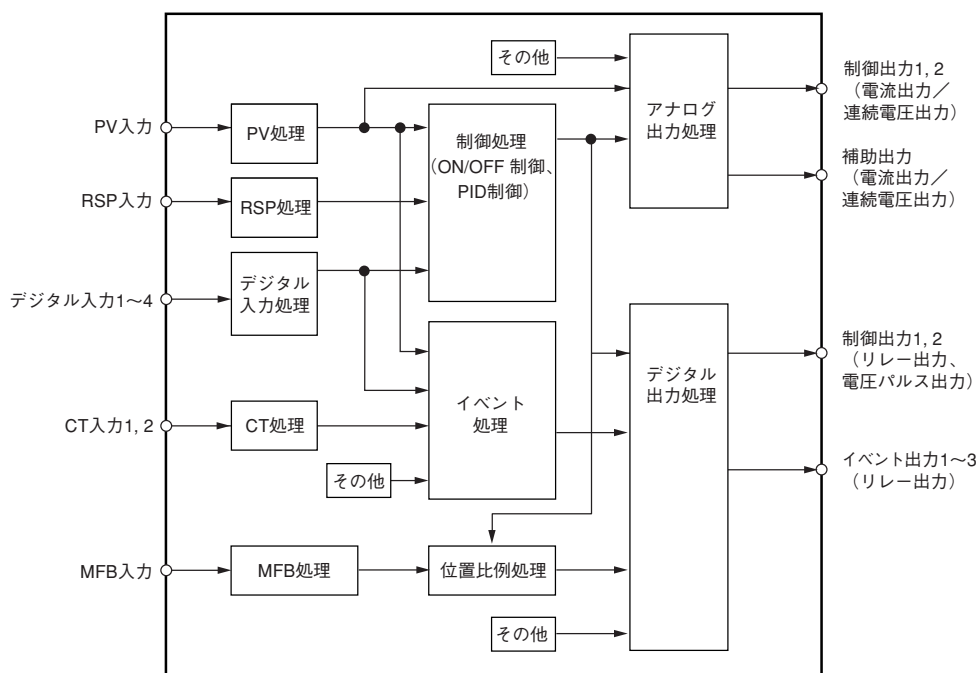 その他
制御出力1, 2
（電流出力／
連続電圧出力）
アナログ
出力処理
PV入力
PV処理
制御処理
（ON/OFF 制御、
PID制御）
補助出力
（電流出力／
連続電圧出力）
RSP入力
RSP処理
デジタル入力1〜4
デジタル
入力処理
制御出力1, 2
（リレー出力、
電圧パルス出力）
デジタル
出力処理
イベント
処理
CT入力1, 2
CT処理
イベント出力1〜3
（リレー出力）
その他
MFB入力
MFB処理
位置比例処理
その他